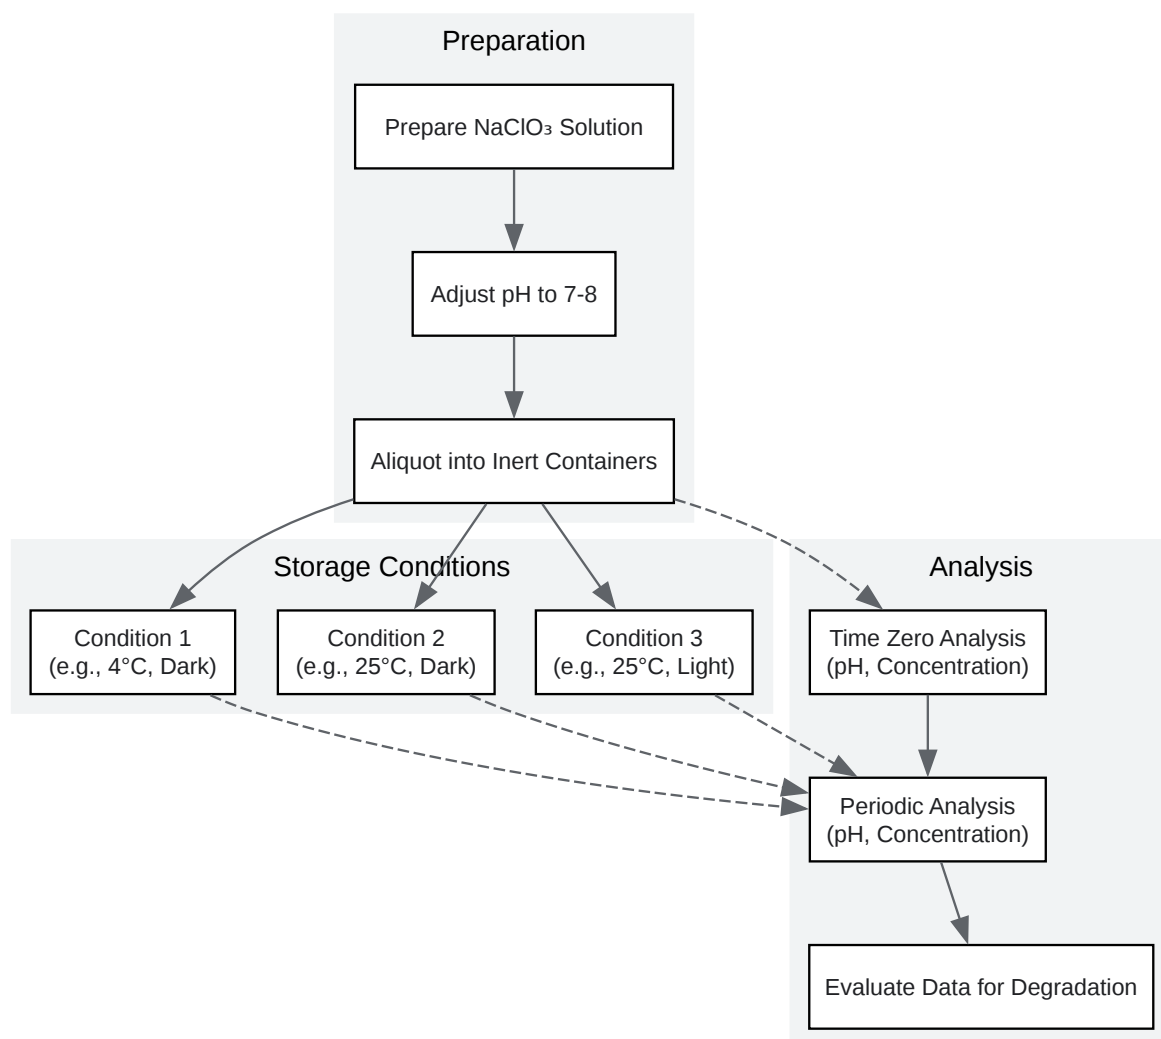 Preparation
Prepare NaClO₃ Solution
Adjust pH to 7-8
Aliquot into Inert Containers
Storage Conditions
Condition 1
(e.g., 4°C, Dark)
Condition 2
(e.g., 25°C, Dark)
Condition 3
(e.g., 25°C, Light)
Analysis
Time Zero Analysis
(pH, Concentration)
Periodic Analysis
(pH, Concentration)
Evaluate Data for Degradation